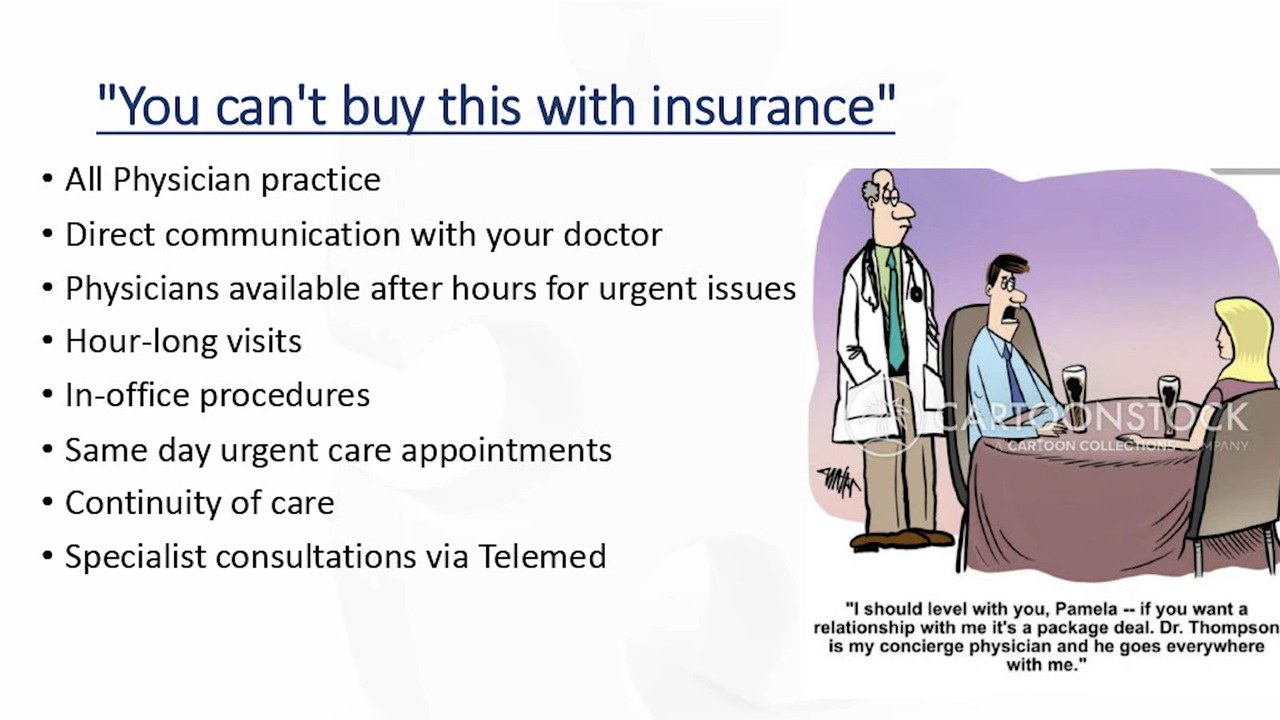 "You can't buy this with insurance"
• All Physician practice
• Direct communication with your doctor
• Physicians available after hours for urgent issues
• Hour-long visits
• In-office procedures
• Same day urgent care appointments
• Continuity of care
• Specialist consultations via Telemed
CARTOONSTOCK
A CARTOON COLLECTIONS COMPANY
"I should level with you, Pamela -- if you want a
relationship with me it's a package deal. Dr. Thompson
is my concierge physician and he goes everywhere
with me."